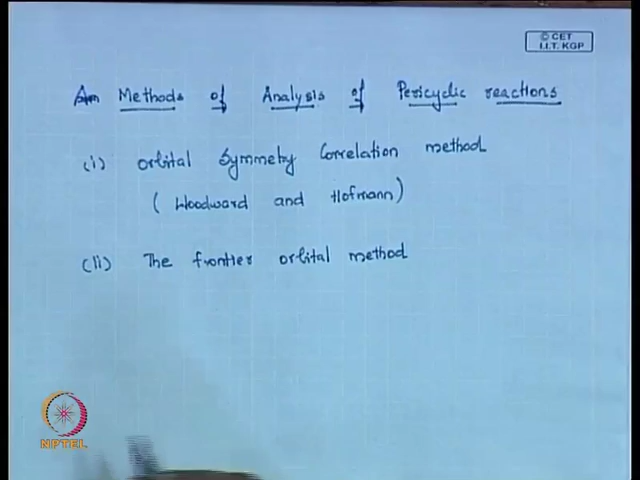 © CET
I.I.T. KGP
Methods of Analysis of Pericyclic reactions
(i) orbital Symmetry Correlation method
(Woodward and Hofmann)
(ii) The frontier orbital method
NPTEL